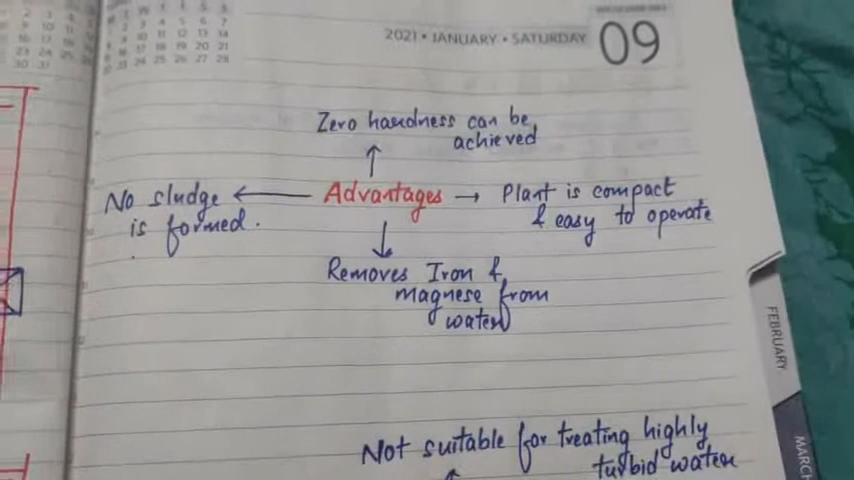 2021 • JANUARY • SATURDAY 09
Zero hardness can be
achieved
No sludge
is formed.
Advantages
Plant is compact
& easy to operate
Removes Iron &
magnese from
water
Not suitable for treating highly
turbid water
FEBRUARY
MARCH